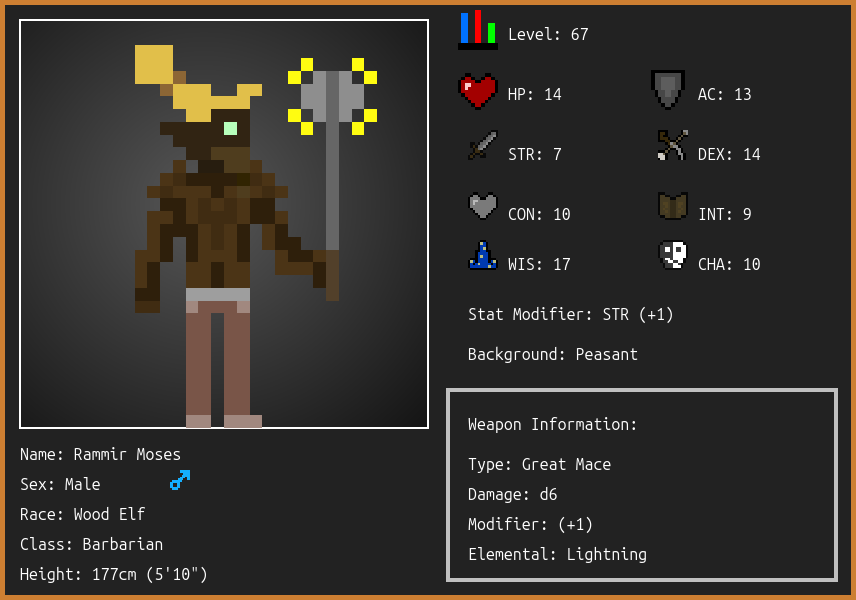 Level: 67
HP: 14
AC: 13
STR: 7
DEX: 14
CON: 10
INT: 9
WIS: 17
CHA: 10
Stat Modifier: STR (+1)
Background: Peasant
Weapon Information:
Type: Great Mace
Damage: d6
Modifier: (+1)
Elemental: Lightning
Name: Rammir Moses
Sex: Male
Race: Wood Elf
Class: Barbarian
Height: 177cm (5'10")